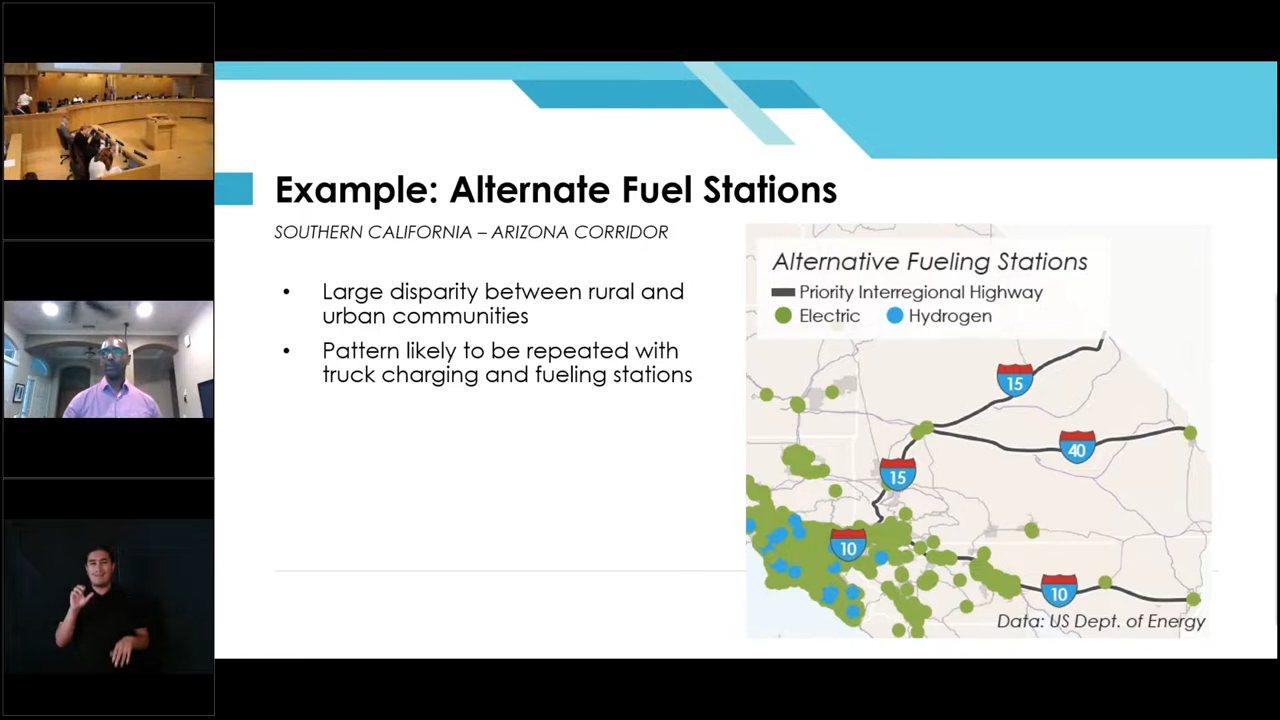 Example: Alternate Fuel Stations
SOUTHERN CALIFORNIA – ARIZONA CORRIDOR
• Large disparity between rural and
urban communities
• Pattern likely to be repeated with
truck charging and fueling stations
Alternative Fueling Stations
Priority Interregional Highway
Electric Hydrogen
15
40
15
10
10
Data: US Dept. of Energy